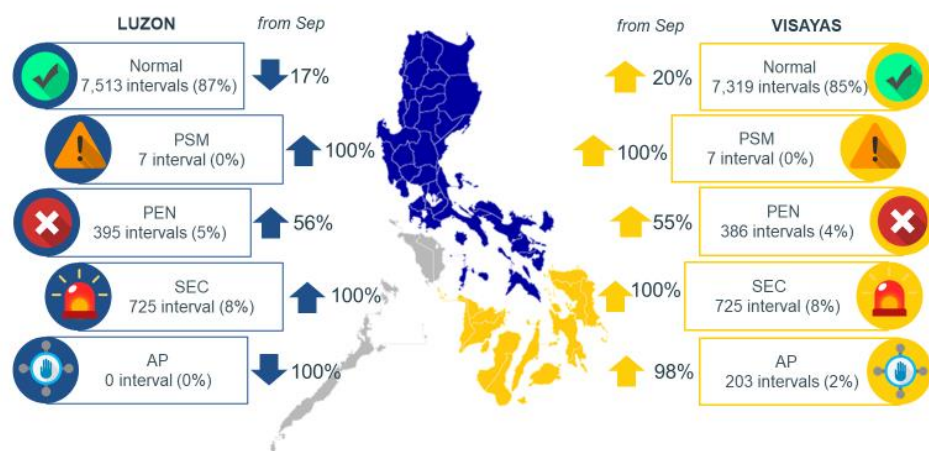 LUZON
from Sep
Normal
7,513 intervals (87%)
17%
PSM
7 interval (0%)
100%
PEN
395 intervals (5%)
56%
SEC
725 interval (8%)
100%
AP
0 interval (0%)
100%
from Sep
VISAYAS
20%
Normal
7,319 intervals (85%)
100%
PSM
7 interval (0%)
55%
PEN
386 intervals (4%)
100%
SEC
725 interval (8%)
98%
AP
203 intervals (2%)